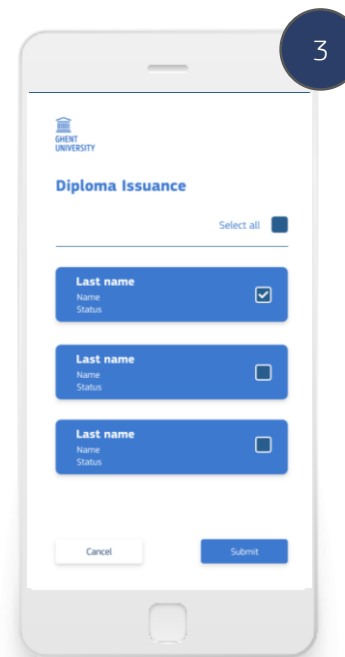 3
GHENT
UNIVERSITY
Diploma Issuance
Select all
Last name
Name
Status
Last name
Name
Status
Last name
Name
Status
Cancel
Submit